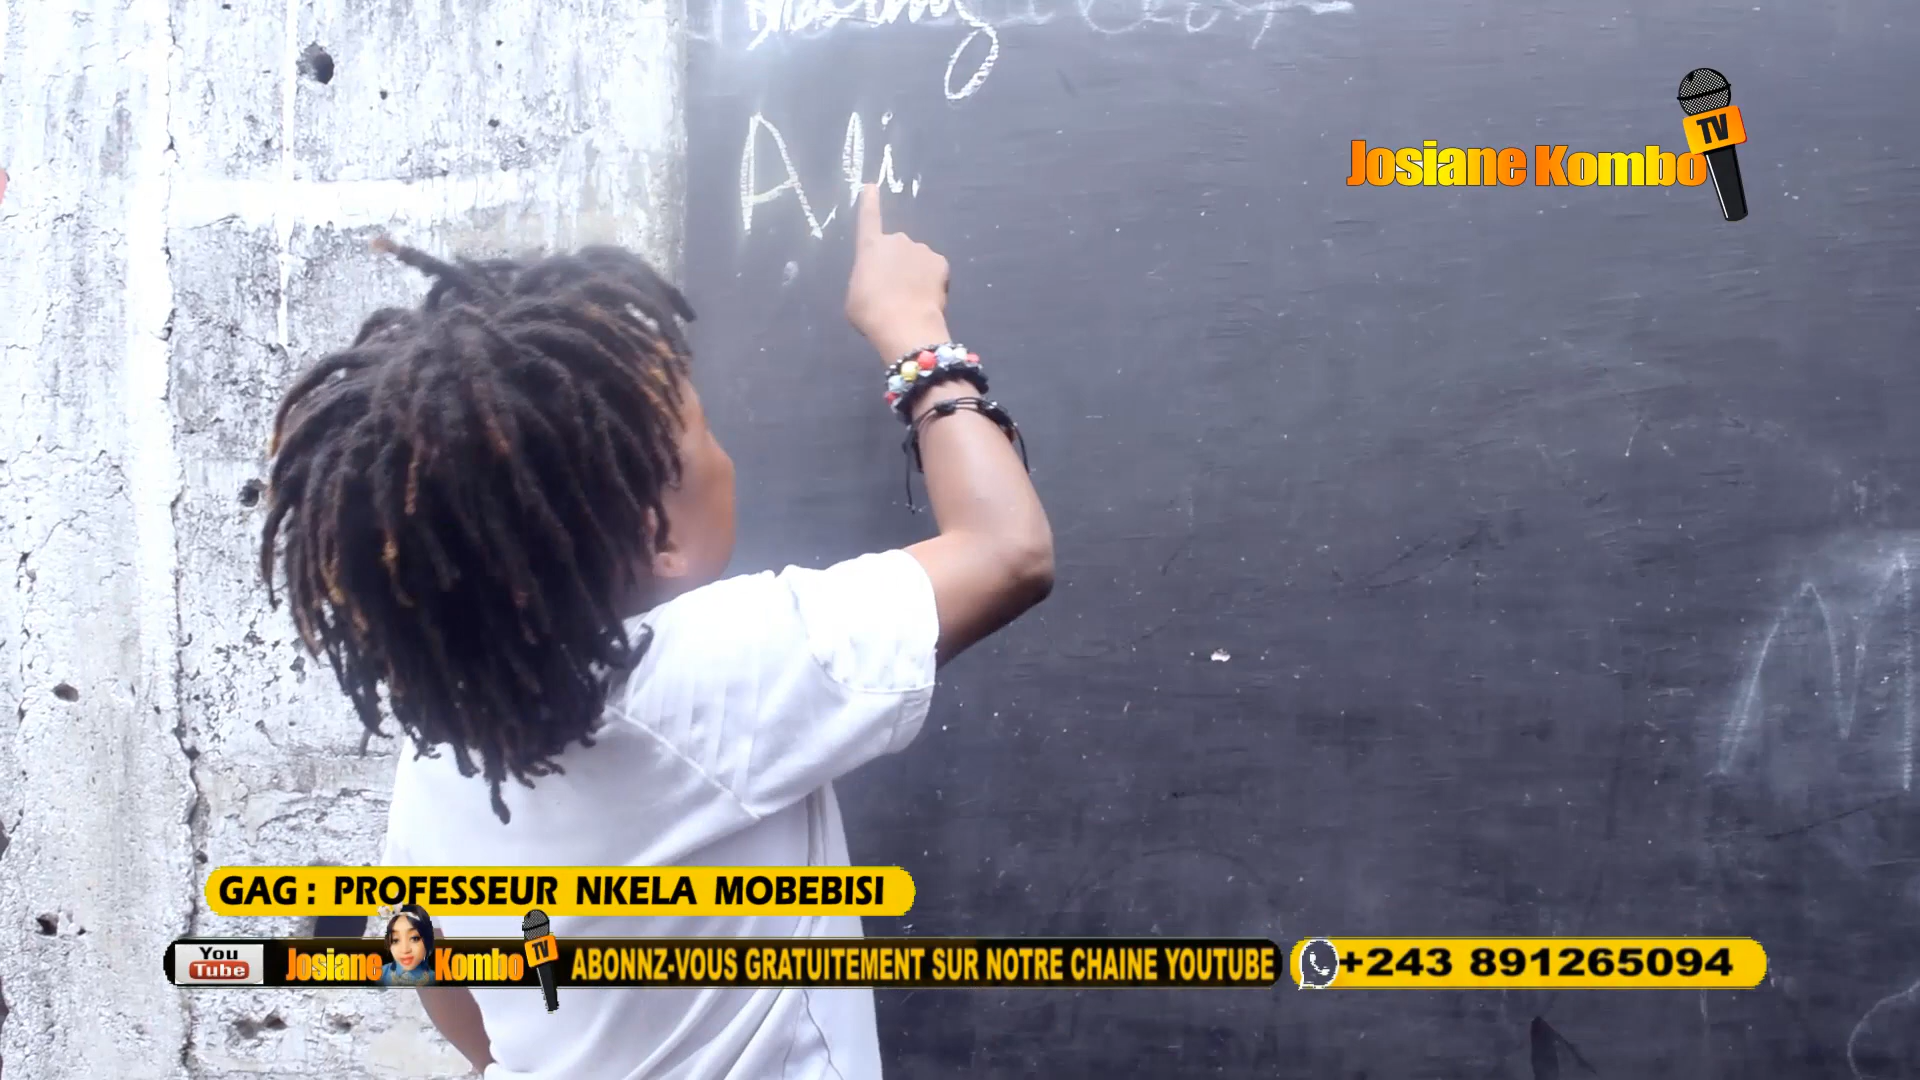 Ali.
Josiane Kombo TV
GAG : PROFESSEUR NKELA MOBEBISI
You Tube Josiane Kombo TV ABONNZ-VOUS GRATUITEMENT SUR NOTRE CHAINE YOUTUBE +243 891265094
M